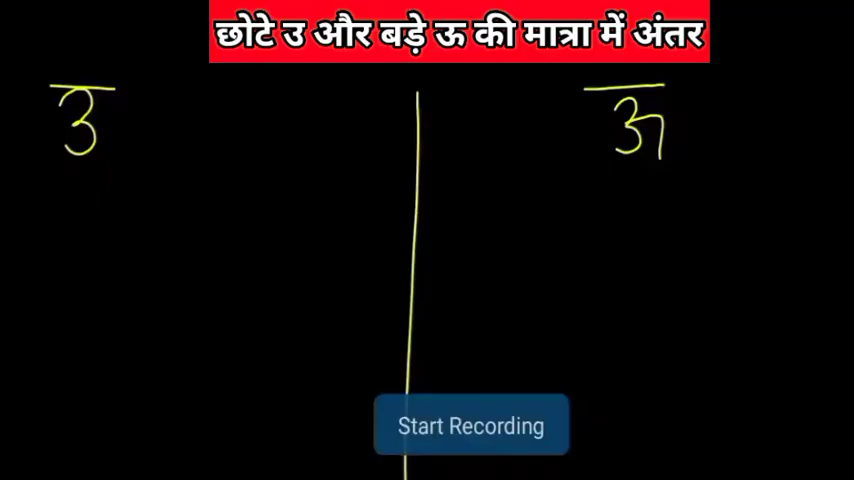 छोटे उ और बड़े ऊ की मात्रा में अंतर
उ ऊ
Start Recording